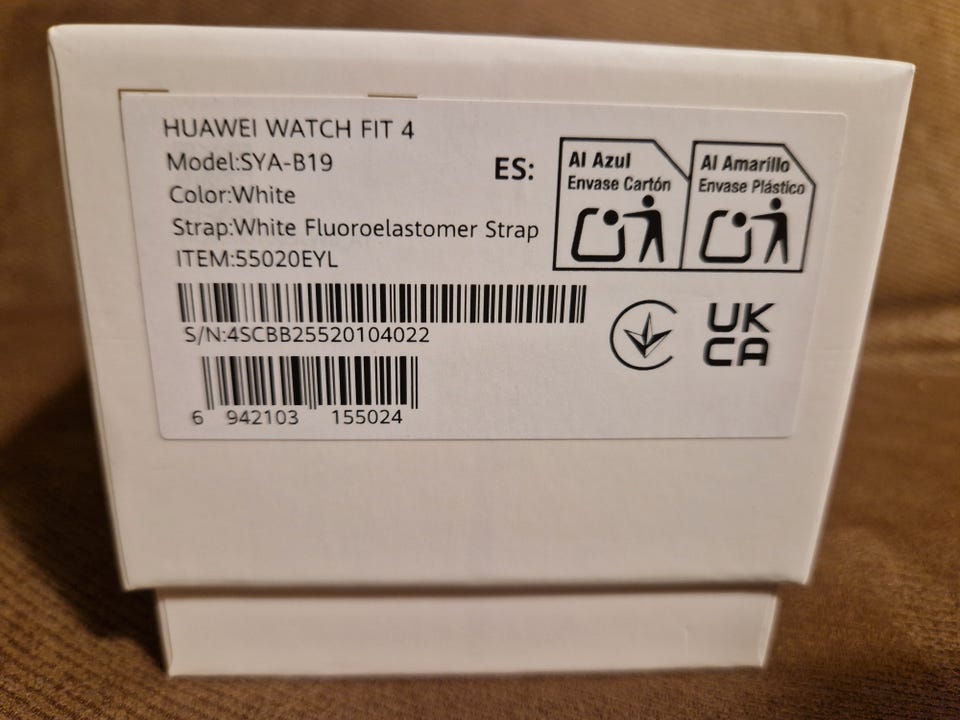 HUAWEI WATCH FIT 4
Model:SYA-B19
Color:White
Strap:White Fluoroelastomer Strap
ITEM:55020EYL
S/N:4SCBB25520104022
6 942103 155024
ES:
Al Azul
Envase Cartón
Al Amarillo
Envase Plástico
UK
CA